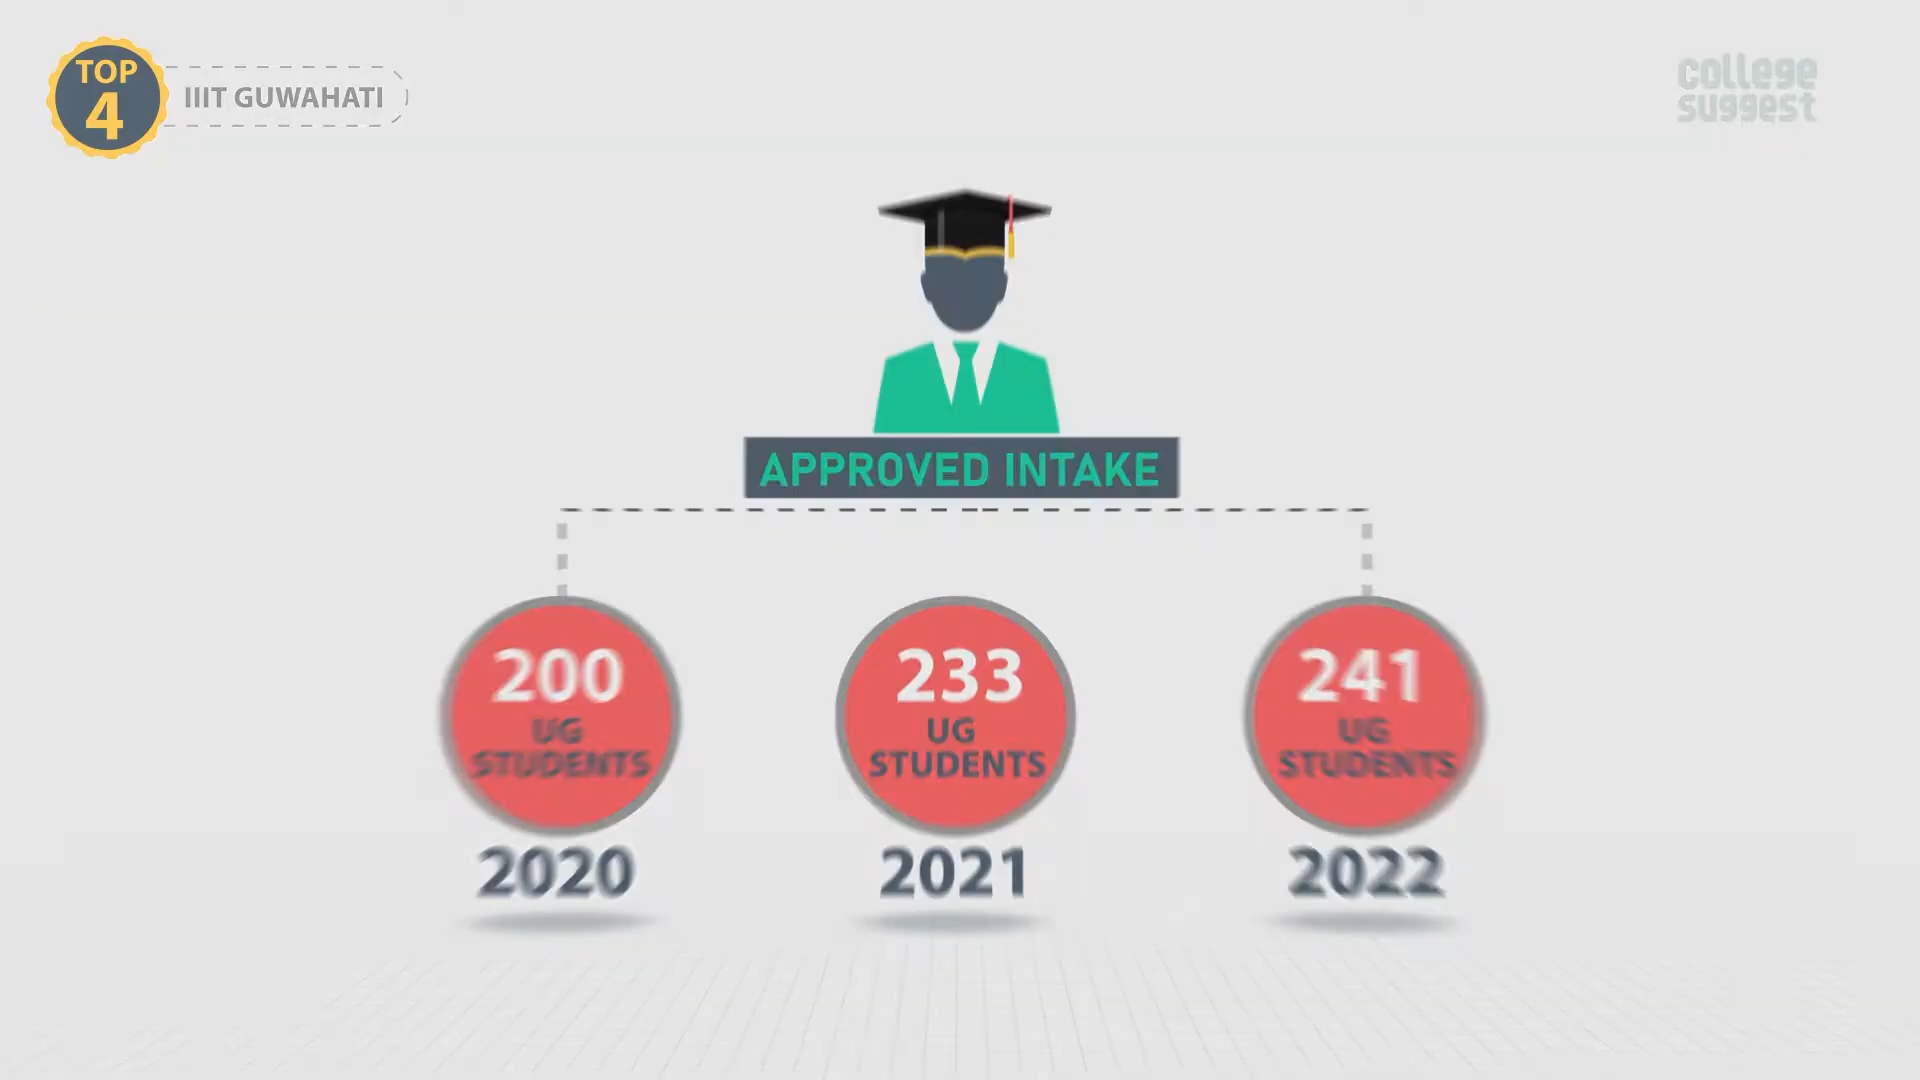 TOP
4
IIIT GUWAHATI
college
suggest
APPROVED INTAKE
200
UG
STUDENTS
2020
233
UG
STUDENTS
2021
241
UG
STUDENTS
2022